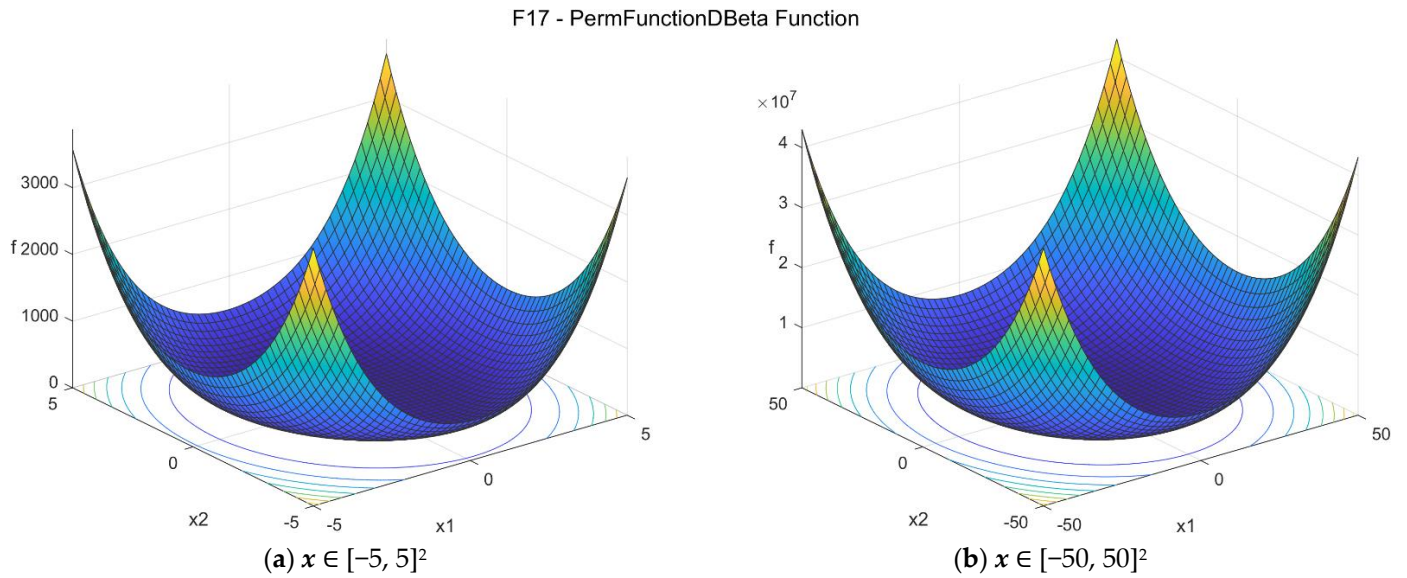 F17 - PermFunctionDBeta Function
3000
f 2000
1000
0
5
0
-5
x2
-5
0
5
x1
(a) x ∈ [−5, 5]²
×10⁷
4
3
f
2
1
50
0
-50
x2
-50
0
50
x1
(b) x ∈ [−50, 50]²